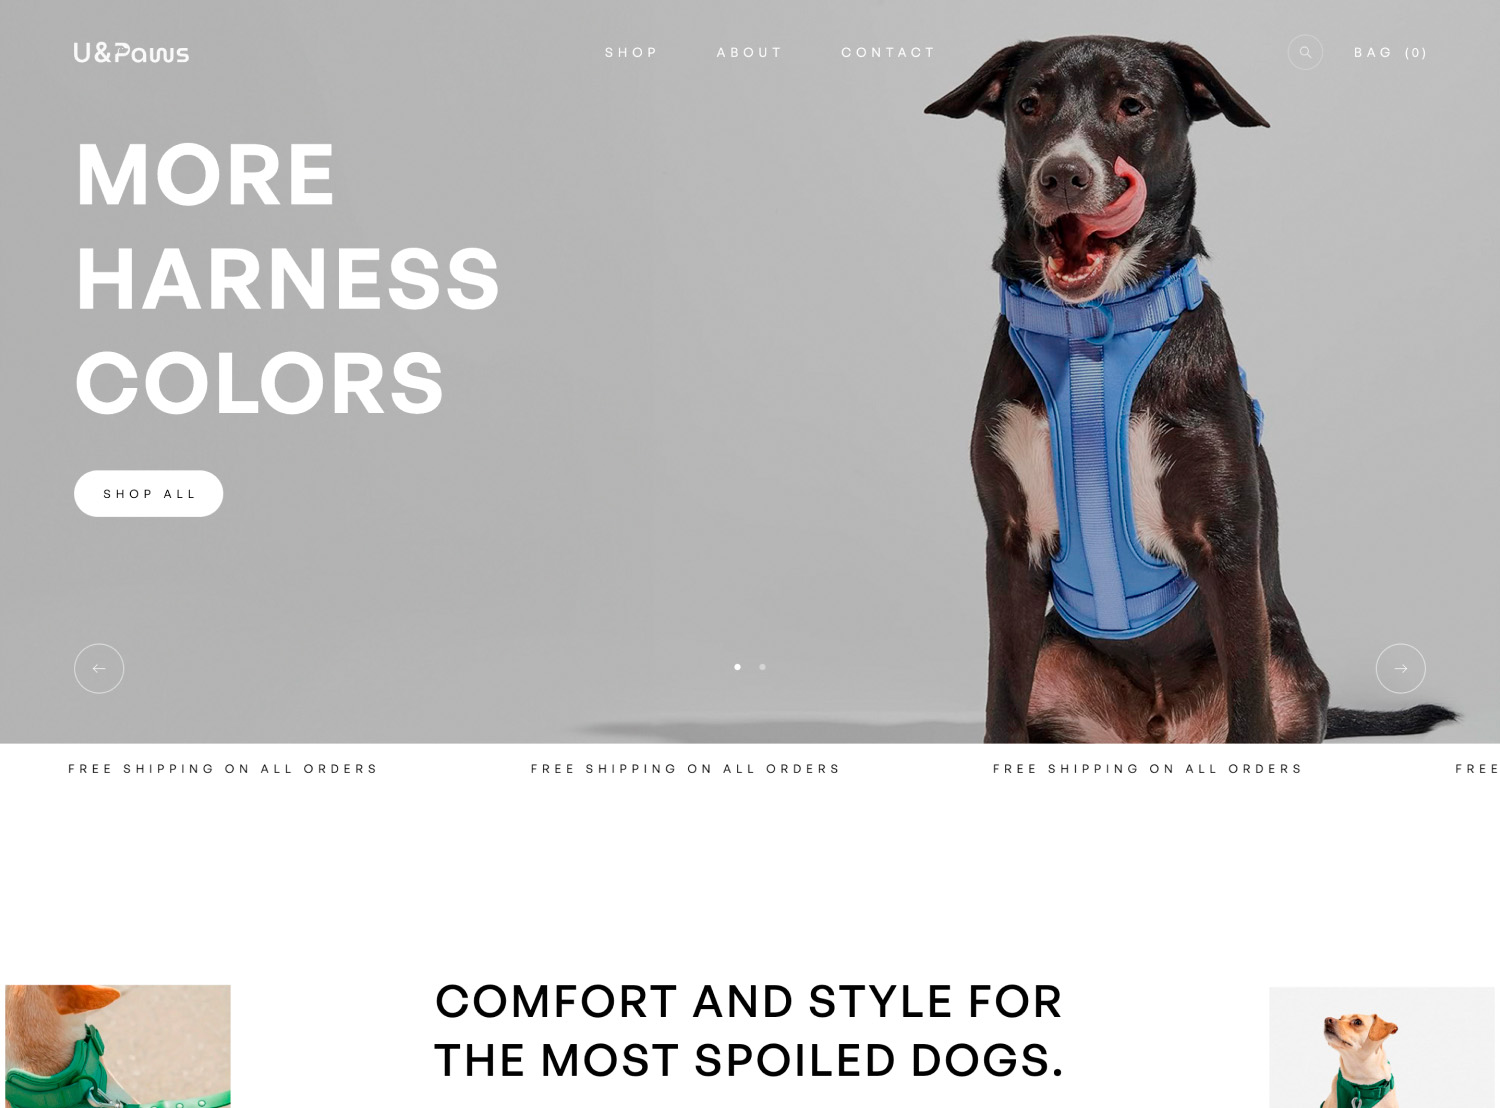 U&Paws
SHOP
ABOUT
CONTACT
BAG (0)
MORE
HARNESS
COLORS
SHOP ALL
FREE SHIPPING ON ALL ORDERS
FREE SHIPPING ON ALL ORDERS
FREE SHIPPING ON ALL ORDERS
FREE
COMFORT AND STYLE FOR
THE MOST SPOILED DOGS.